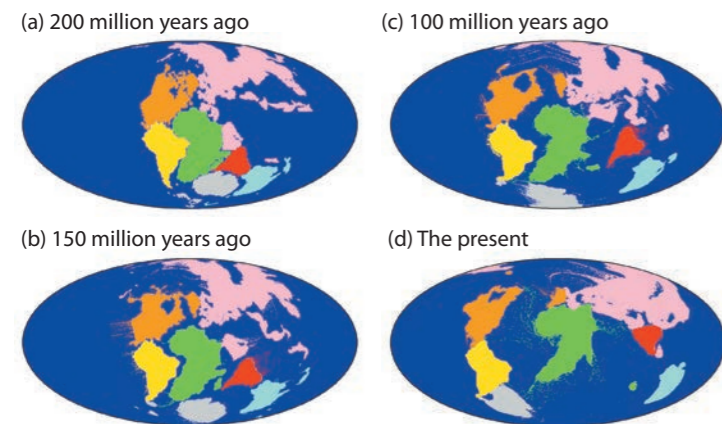 (a) 200 million years ago
(b) 150 million years ago
(c) 100 million years ago
(d) The present